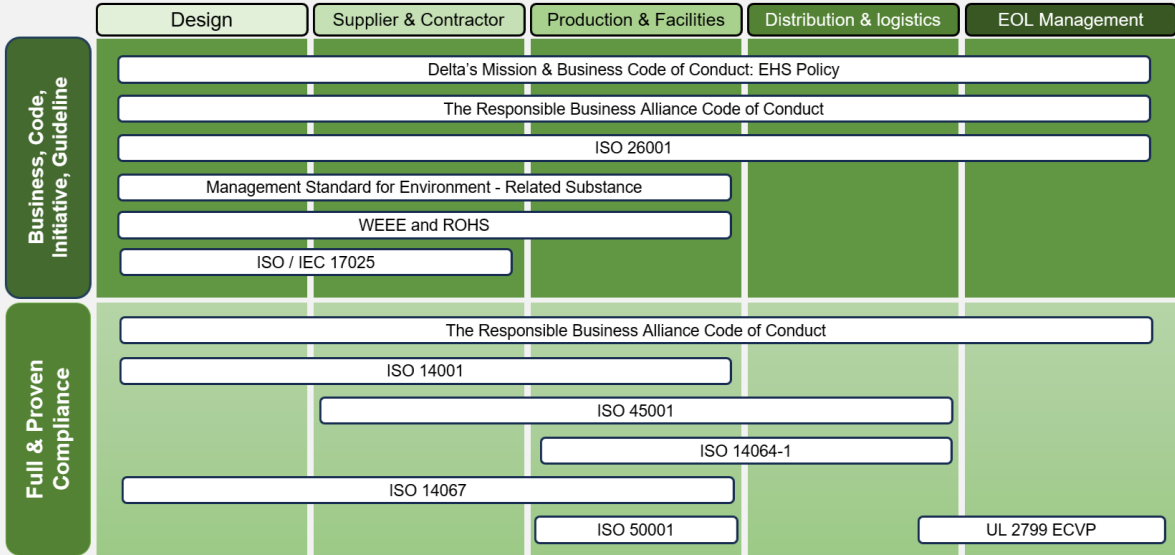 Design
Supplier & Contractor
Production & Facilities
Distribution & logistics
EOL Management
Business, Code,
Initiative, Guideline
Delta's Mission & Business Code of Conduct: EHS Policy
The Responsible Business Alliance Code of Conduct
ISO 26001
Management Standard for Environment - Related Substance
WEEE and ROHS
ISO / IEC 17025
Full & Proven
Compliance
The Responsible Business Alliance Code of Conduct
ISO 14001
ISO 45001
ISO 14064-1
ISO 14067
ISO 50001
UL 2799 ECVP